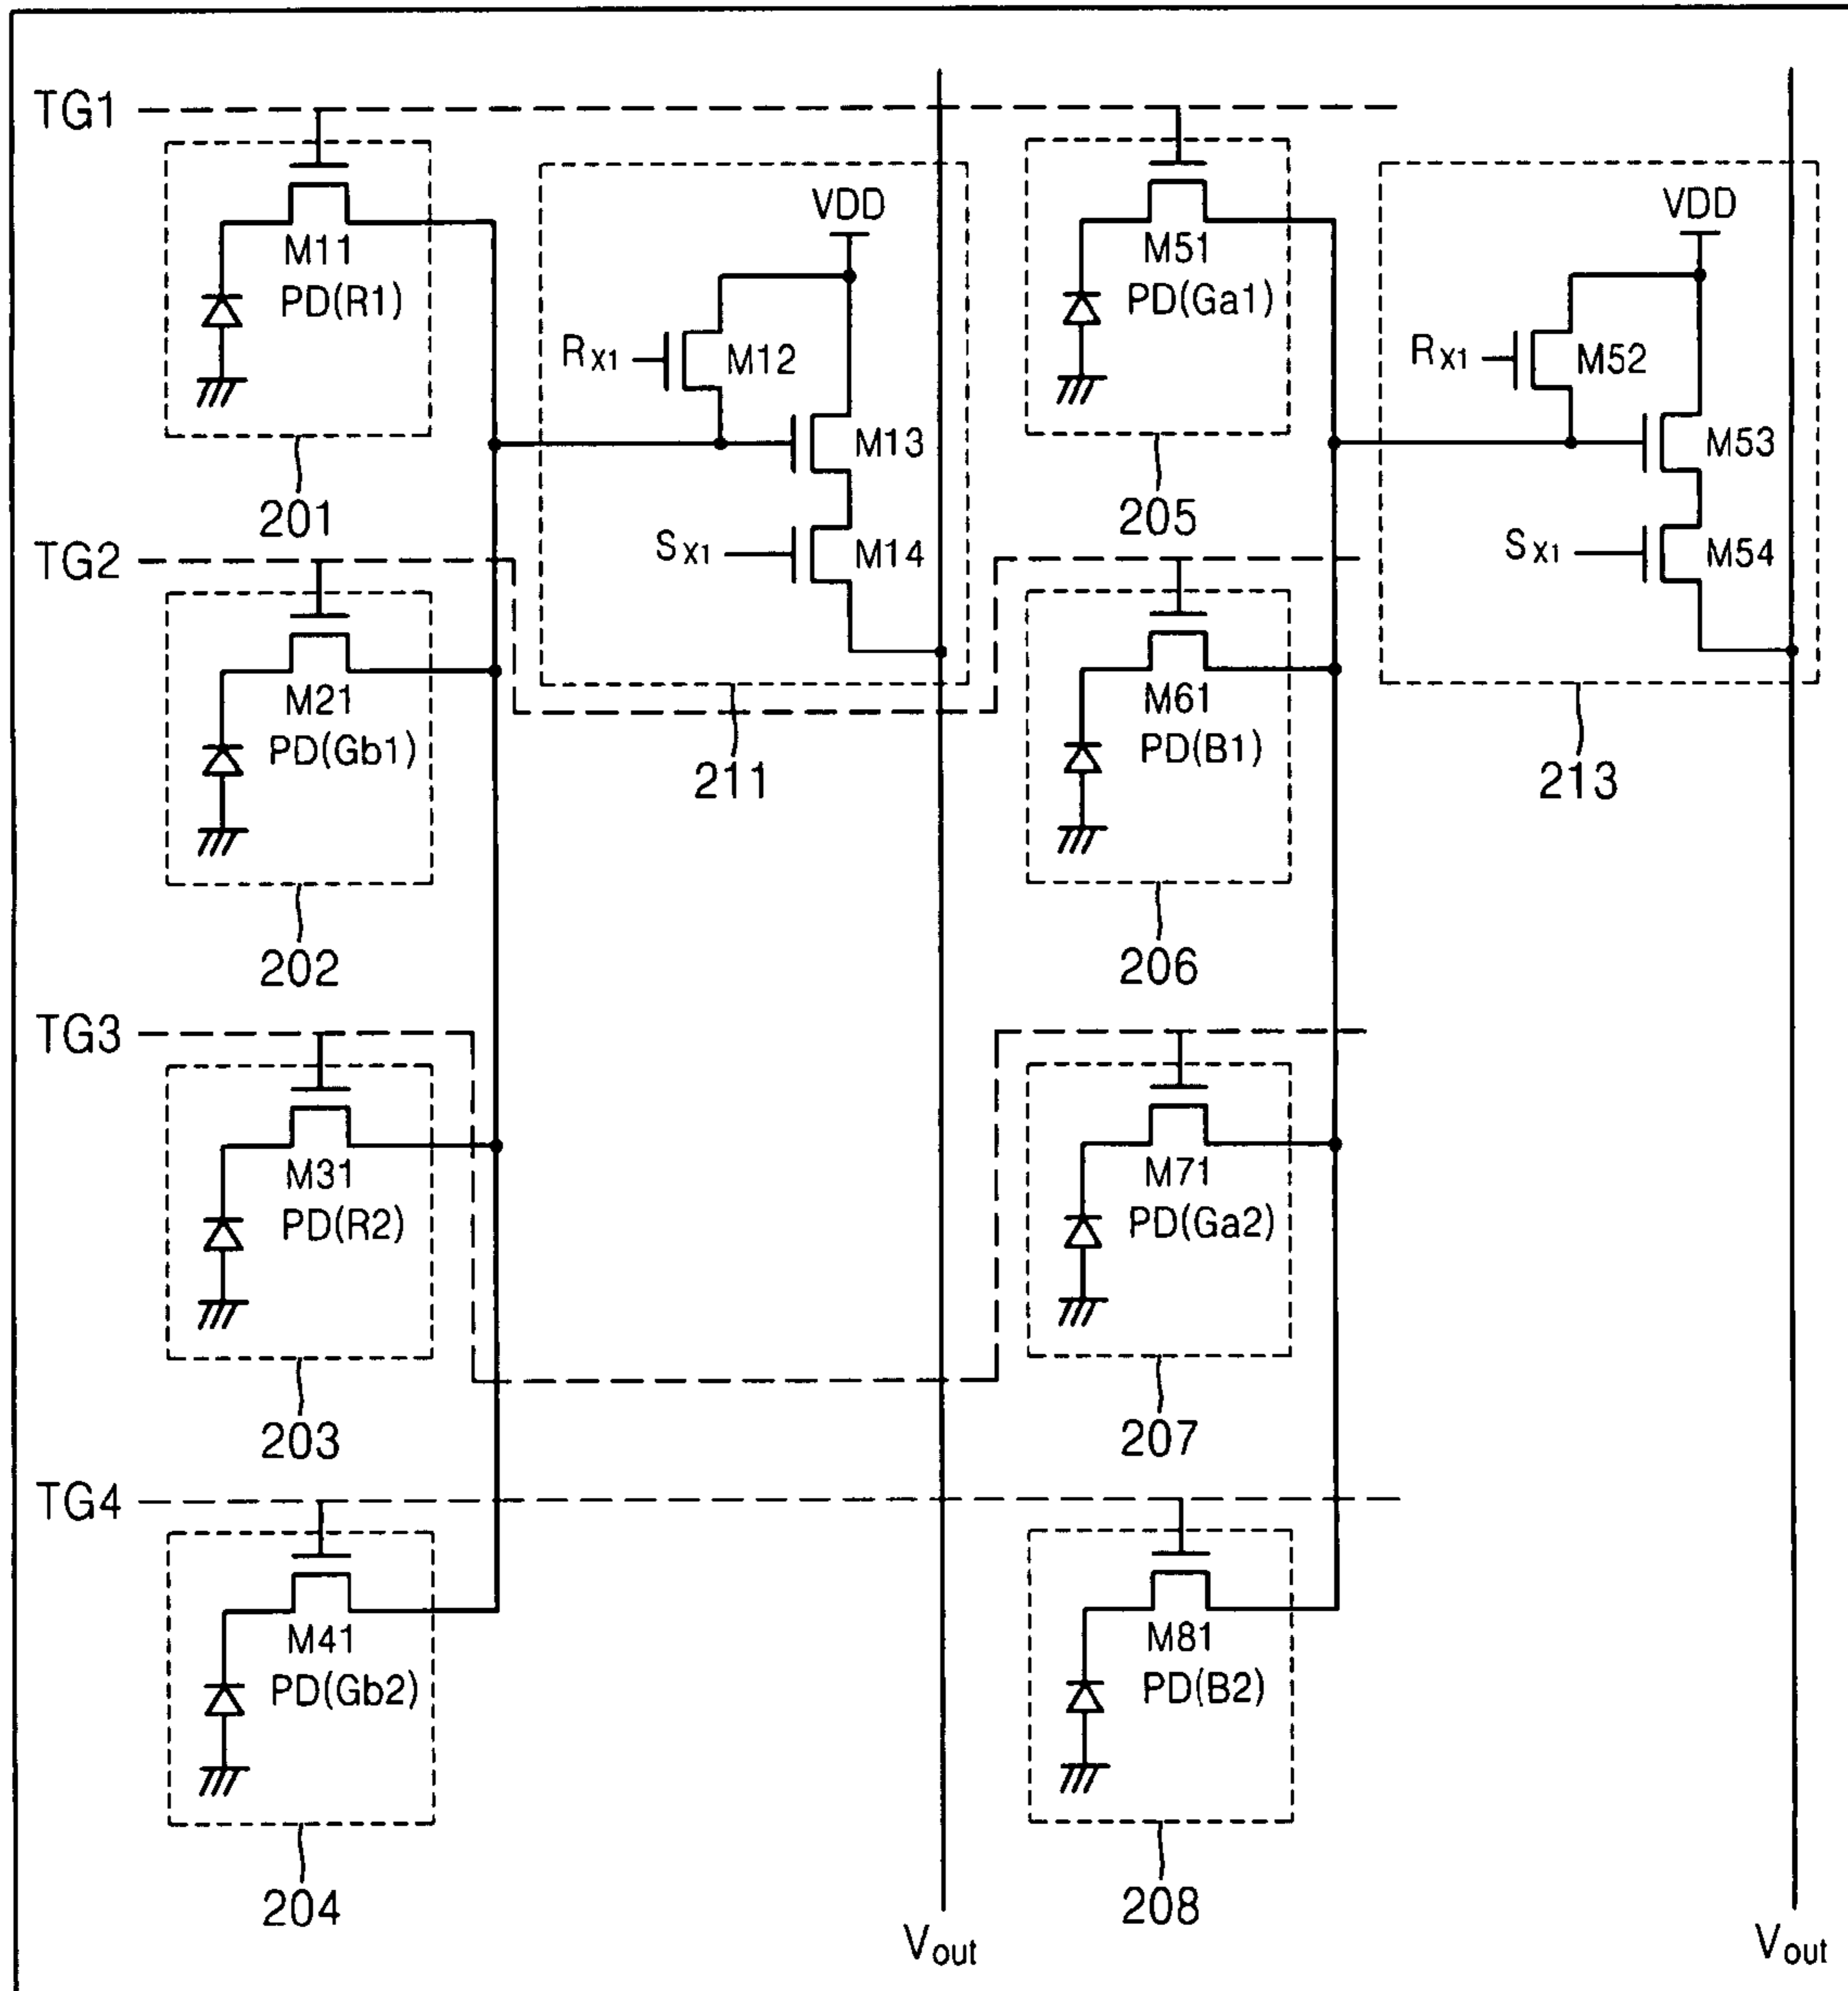 TG1
VDD
VDD
M11
PD(R1)
M51
PD(Ga1)
RX1
M12
RX1
M52
M13
M53
201
205
SX1
M14
SX1
M54
TG2
M21
PD(Gb1)
M61
PD(B1)
211
213
202
206
TG3
M31
PD(R2)
M71
PD(Ga2)
203
207
TG4
M41
PD(Gb2)
M81
PD(B2)
204
208
Vout
Vout